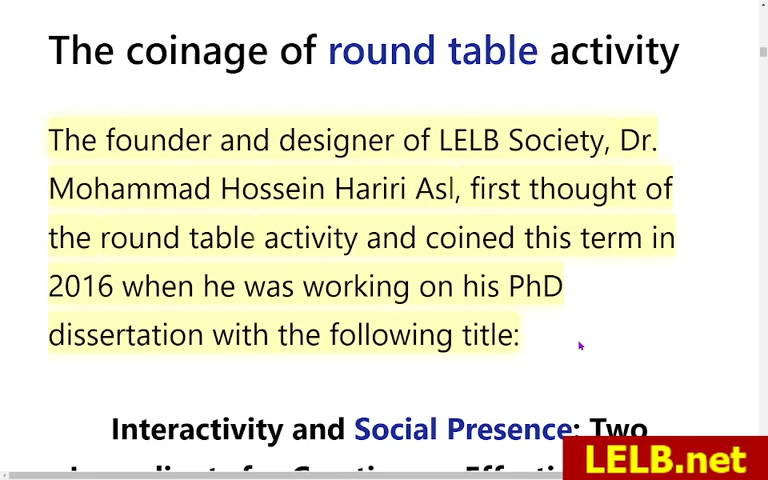 The coinage of round table activity
The founder and designer of LELB Society, Dr.
Mohammad Hossein Hariri Asl, first thought of
the round table activity and coined this term in
2016 when he was working on his PhD
dissertation with the following title:
Interactivity and Social Presence: Two
LELB.net